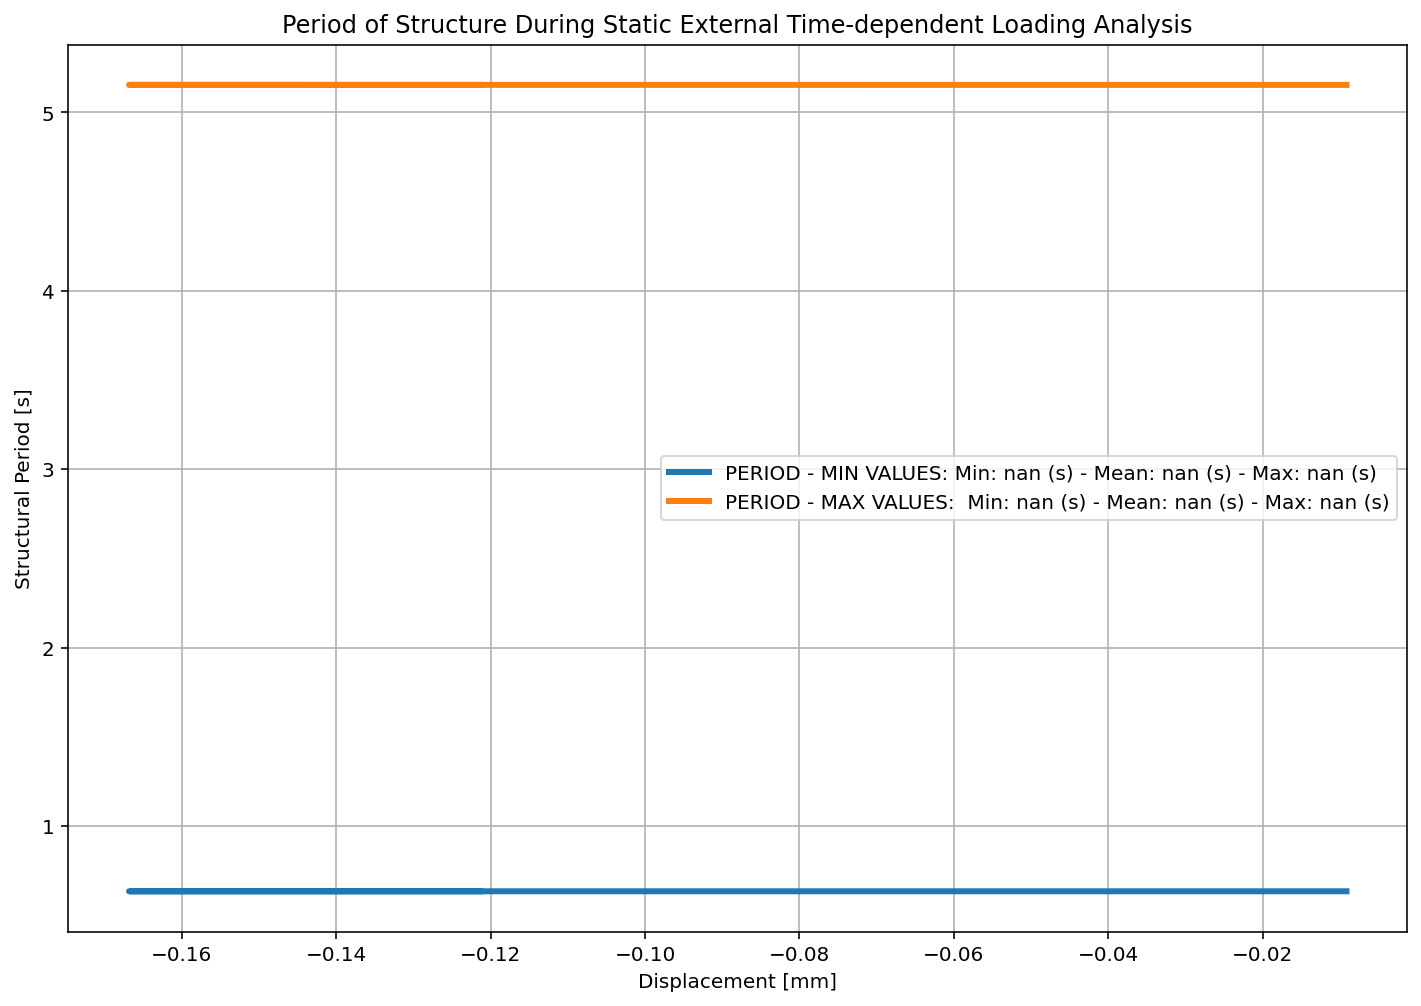 Period of Structure During Static External Time-dependent Loading Analysis
Structural Period [s]
5
4
3
2
1
PERIOD - MIN VALUES: Min: nan (s) - Mean: nan (s) - Max: nan (s)
PERIOD - MAX VALUES:  Min: nan (s) - Mean: nan (s) - Max: nan (s)
−0.16 −0.14 −0.12 −0.10 −0.08 −0.06 −0.04 −0.02
Displacement [mm]